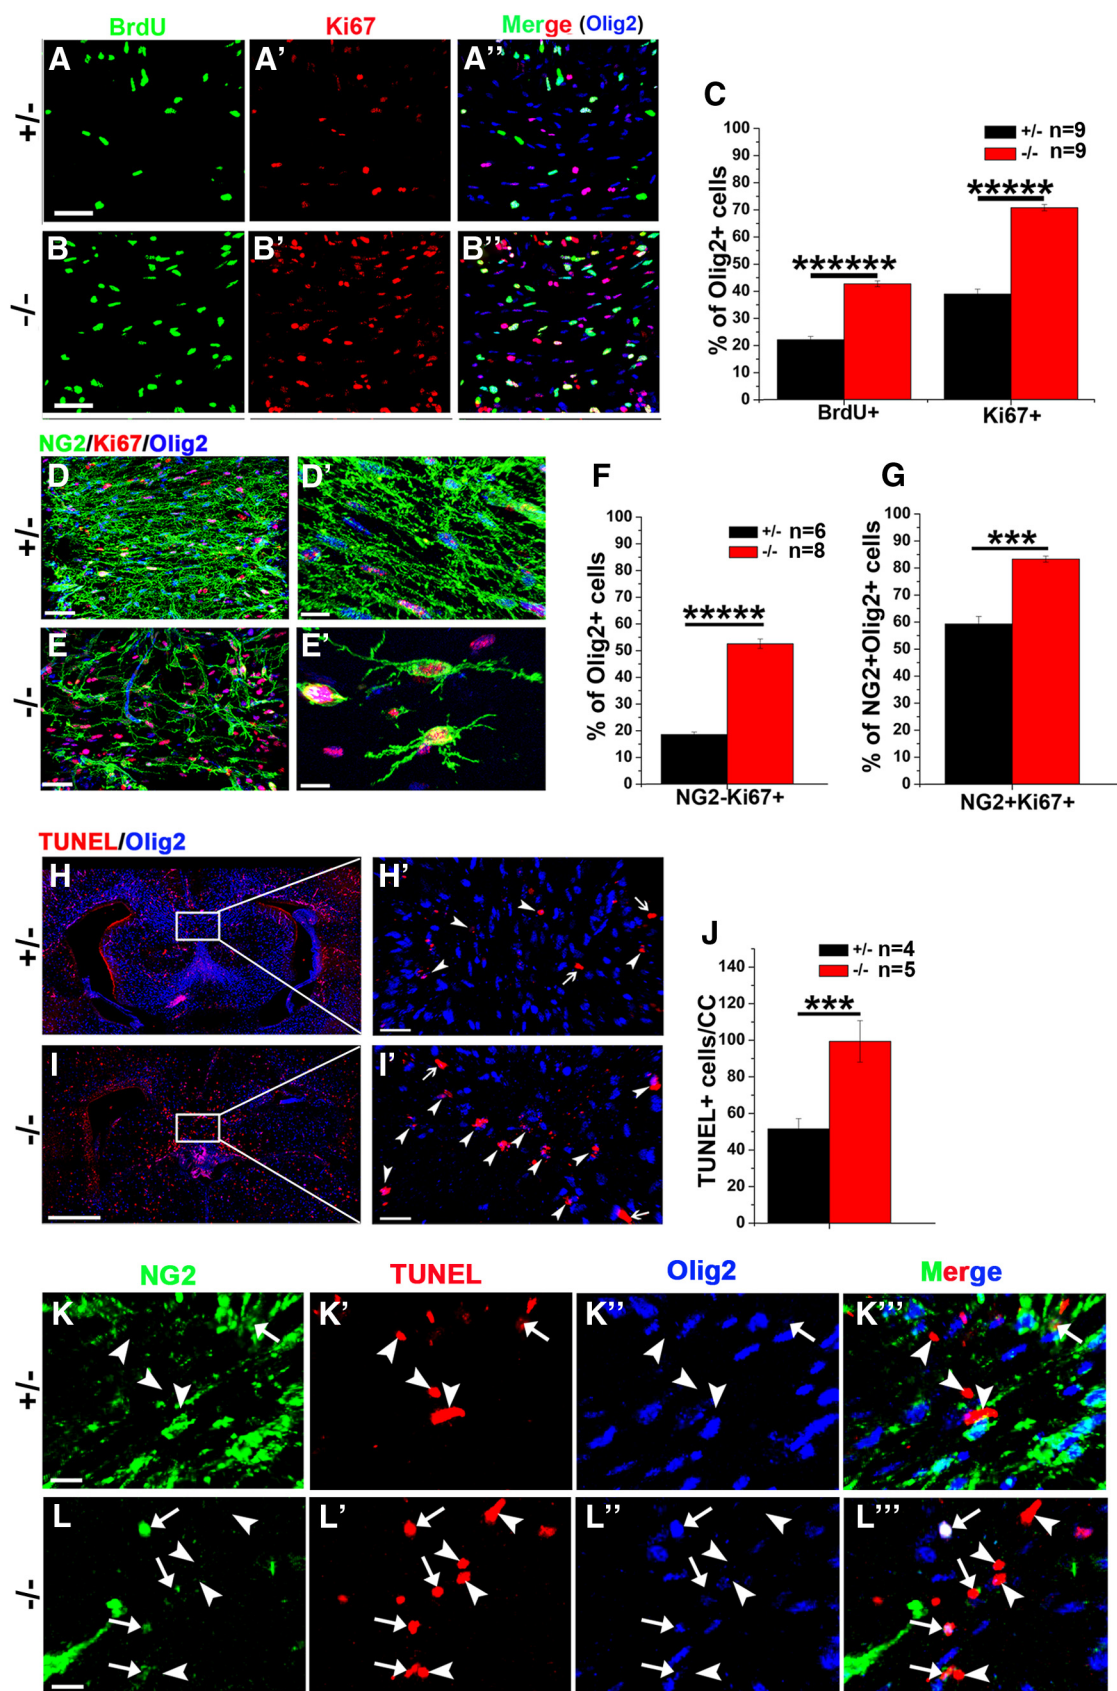 BrdU Ki67 Merge (Olig2)
+/-
A A’ A’’
-/-
B B’ B’’
C
% of Olig2+ cells
100
90
80
70
60
50
40
30
20
10
0
+/- n=9
-/- n=9
******
*****
BrdU+ Ki67+
NG2/Ki67/Olig2
+/-
D D’
-/-
E E’
F
% of Olig2+ cells
100
90
80
70
60
50
40
30
20
10
0
+/- n=6
-/- n=8
*****
NG2-Ki67+
G
% of NG2+Olig2+ cells
100
90
80
70
60
50
40
30
20
10
0
***
NG2+Ki67+
TUNEL/Olig2
+/-
H H’
-/-
I I’
J
TUNEL+ cells/CC
140
120
100
80
60
40
20
0
+/- n=4
-/- n=5
***
NG2 TUNEL Olig2 Merge
+/-
K K’ K’’ K’’’
-/-
L L’ L’’ L’’’